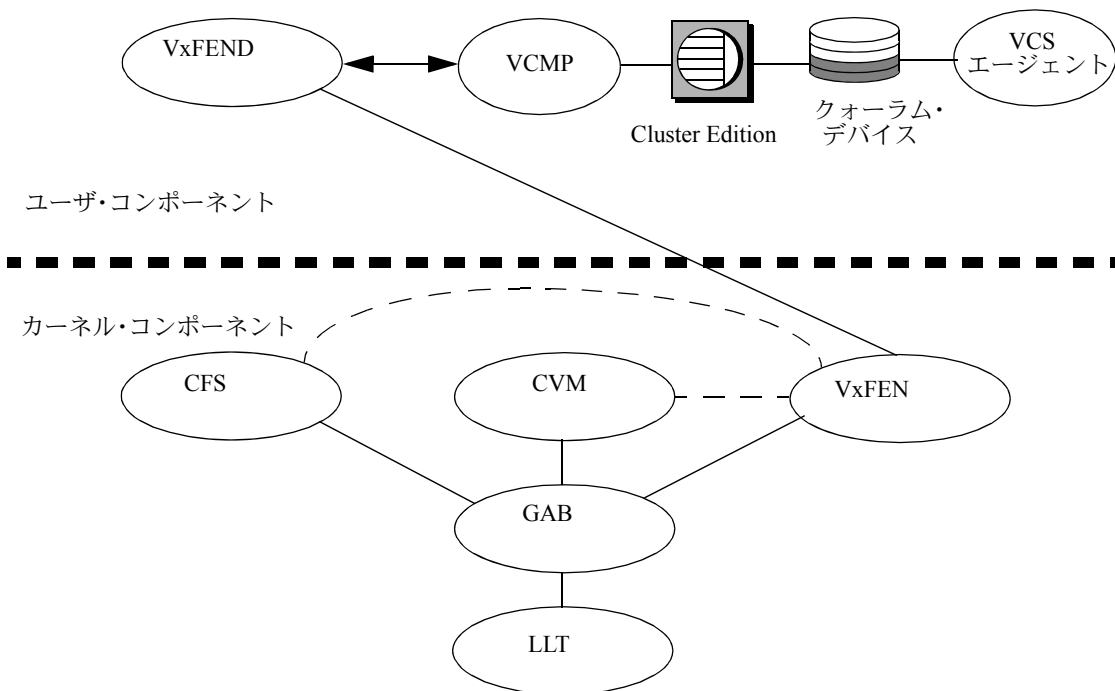 VxFEND
VCMP
VCS
エージェント
Cluster Edition
クォーラム・
デバイス
ユーザ・コンポーネント
カーネル・コンポーネント
CFS
CVM
VxFEN
GAB
LLT